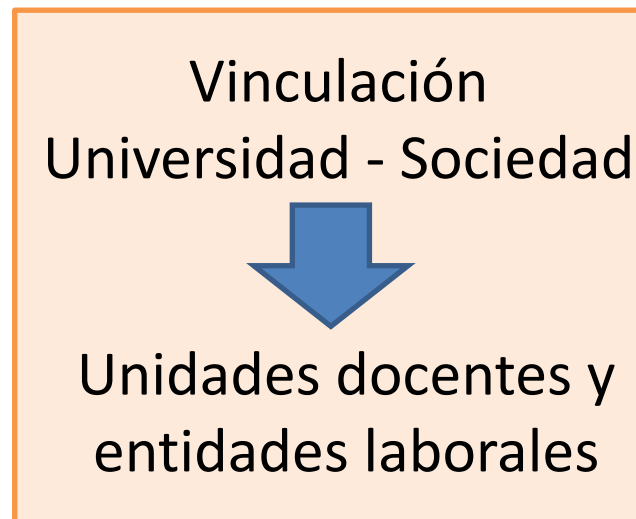 Vinculación
Universidad - Sociedad
Unidades docentes y
entidades laborales